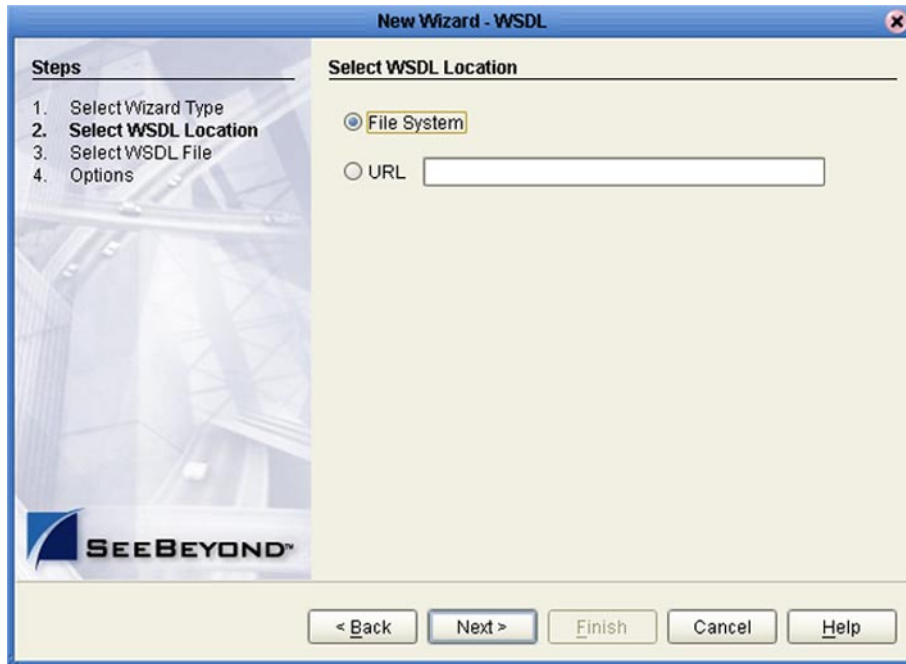 New Wizard - WSDL
Steps
1. Select Wizard Type
2. Select WSDL Location
3. Select WSDL File
4. Options
SEEBEYOND™
Select WSDL Location
File System
URL
< Back
Next >
Finish
Cancel
Help